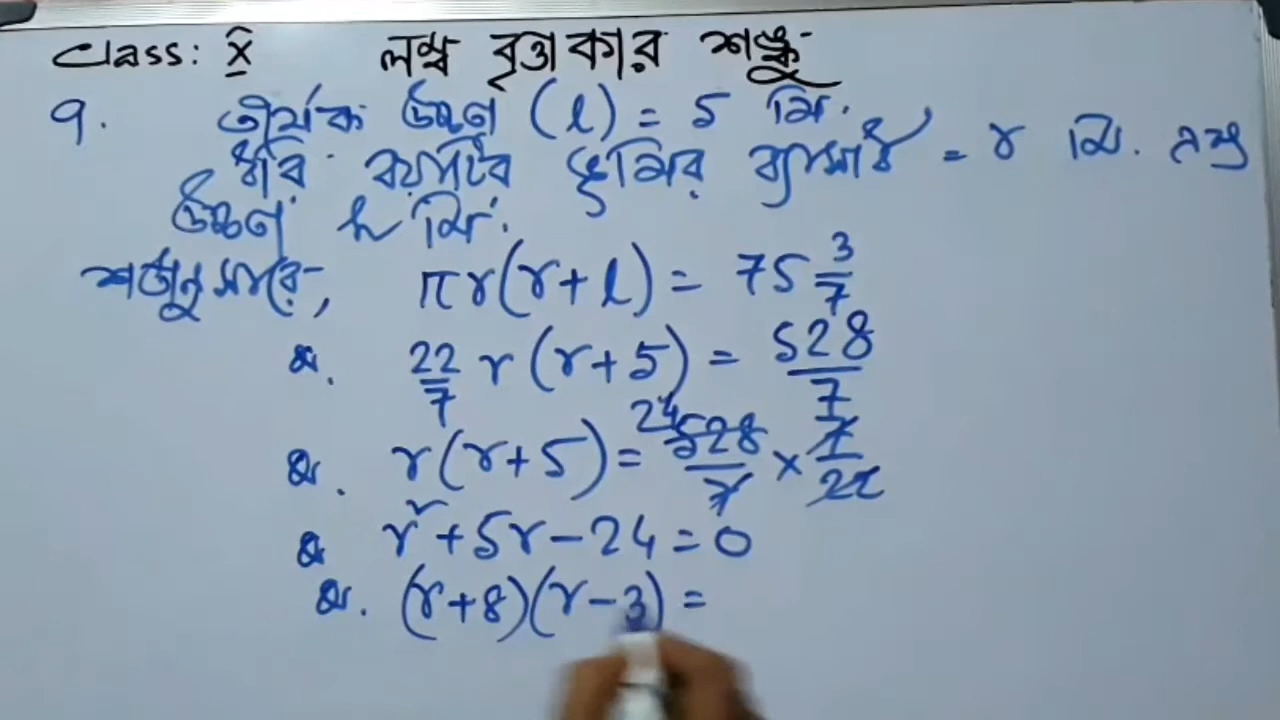 Class: X লম্ব বৃত্তাকার শঙ্কু
9. তীর্যক উচ্চতা (l) = 5 মি.
ধরি বয়াটির ভূমির ব্যাসার্ধ = r মি. এবং
উচ্চতা h মি.
শর্তানুসারে, πr(r+l) = 75 3/7
বা. 22/7 r(r+5) = 528/7
বা. r(r+5) = 24 528/7 × 7/22
বা r²+5r-24=0
বা. (r+8)(r-3) =